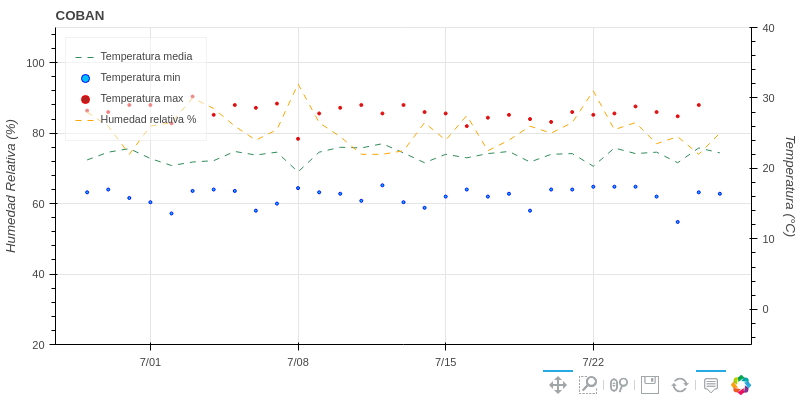 COBAN
Temperatura media
Temperatura min
Temperatura max
Humedad relativa %
Humedad Relativa (%)
100
80
60
40
20
Temperatura (°C)
40
30
20
10
0
7/01
7/08
7/15
7/22